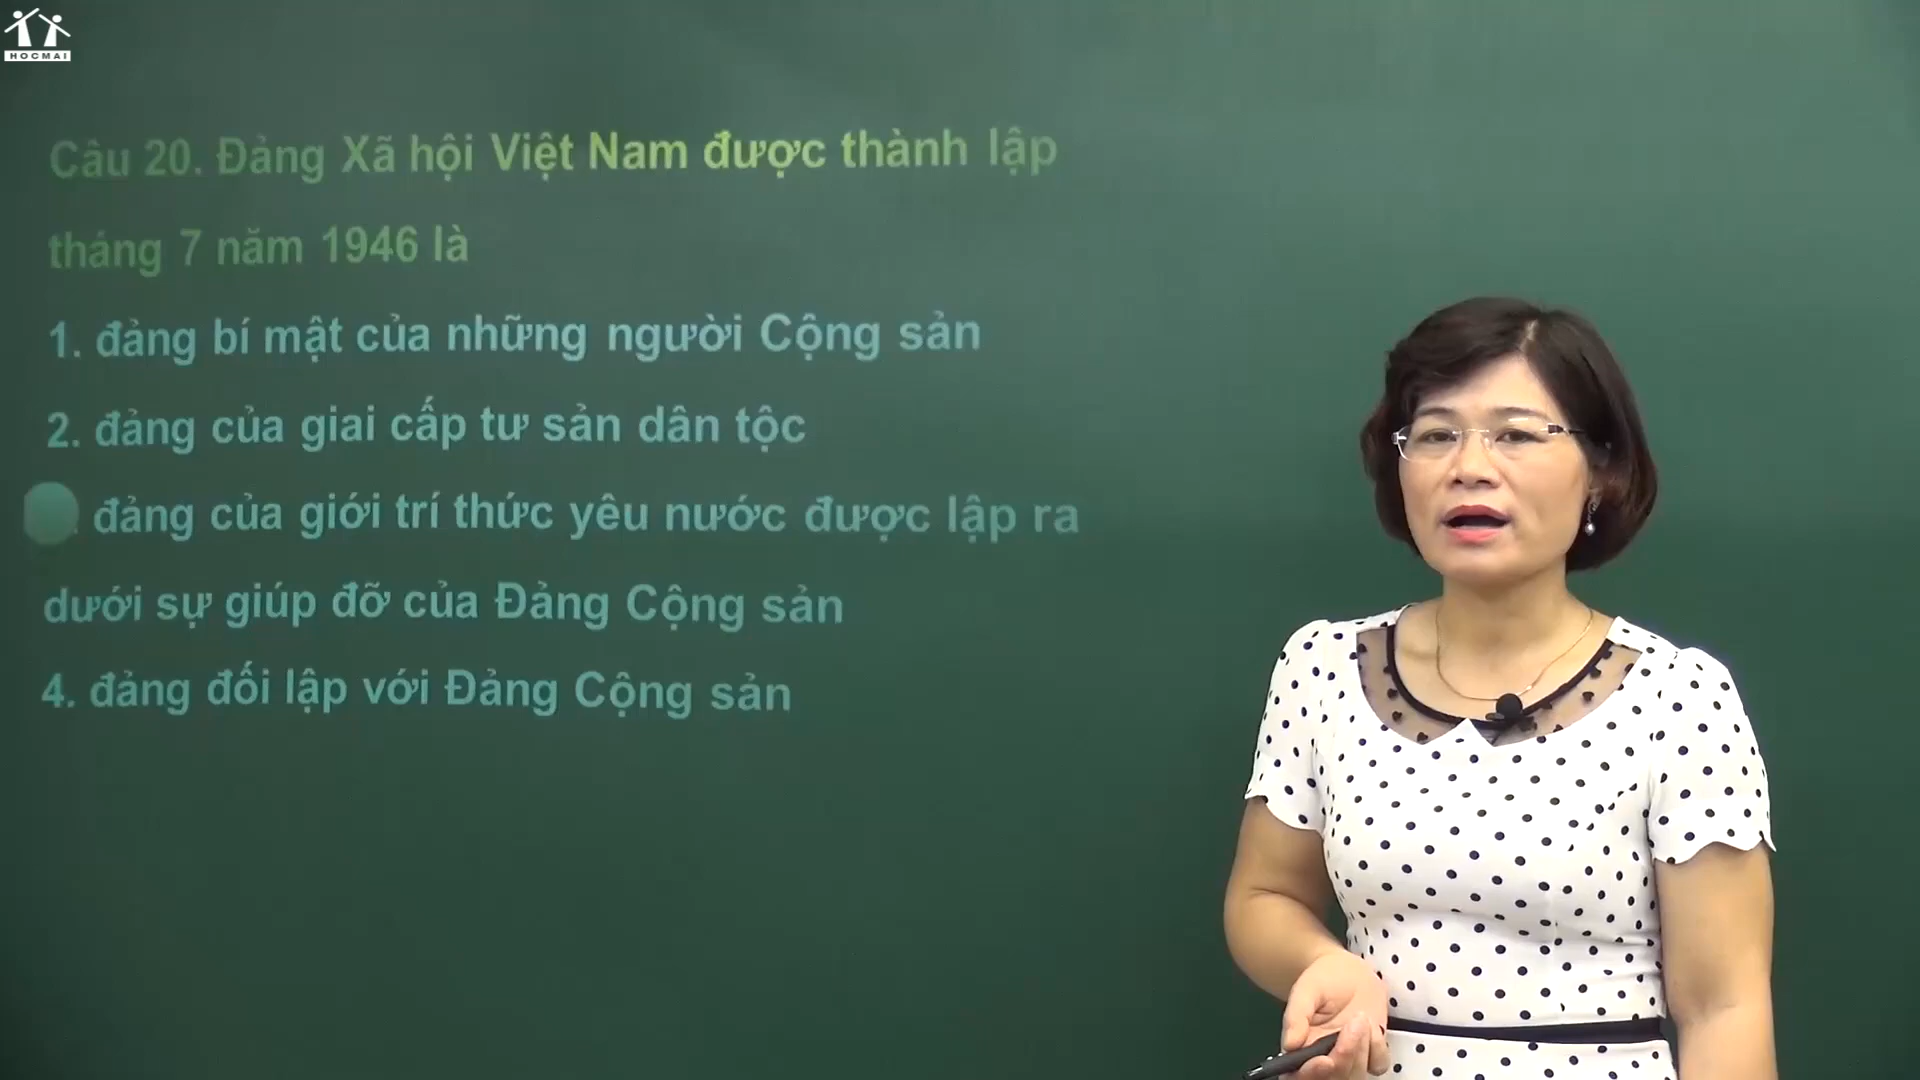 HOCMAI
Câu 20. Đảng Xã hội Việt Nam được thành lập
tháng 7 năm 1946 là
1. đảng bí mật của những người Cộng sản
2. đảng của giai cấp tư sản dân tộc
đảng của giới trí thức yêu nước được lập ra
dưới sự giúp đỡ của Đảng Cộng sản
4. đảng đối lập với Đảng Cộng sản